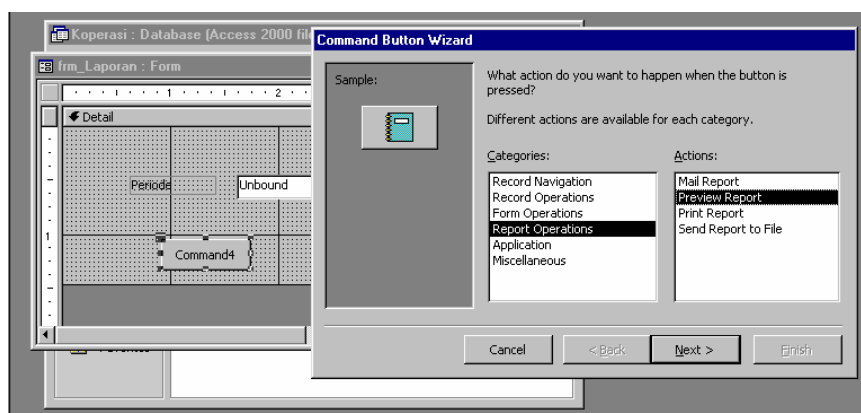 Koperasi : Database (Access 2000 fil
frm_Laporan : Form
1 2
Detail
Periode
Unbound
1
Command4
Command Button Wizard
Sample:
What action do you want to happen when the button is
pressed?
Different actions are available for each category.
Categories:
Record Navigation
Record Operations
Form Operations
Report Operations
Application
Miscellaneous
Actions:
Mail Report
Preview Report
Print Report
Send Report to File
Cancel
< Back
Next >
Finish